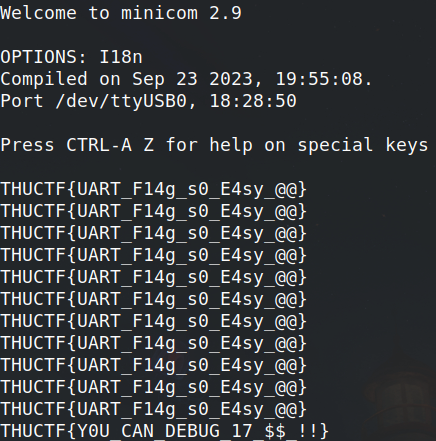 Welcome to minicom 2.9
OPTIONS: I18n
Compiled on Sep 23 2023, 19:55:08.
Port /dev/ttyUSB0, 18:28:50
Press CTRL-A Z for help on special keys
THUCTF{UART_F14g_s0_E4sy_@@}
THUCTF{UART_F14g_s0_E4sy_@@}
THUCTF{UART_F14g_s0_E4sy_@@}
THUCTF{UART_F14g_s0_E4sy_@@}
THUCTF{UART_F14g_s0_E4sy_@@}
THUCTF{UART_F14g_s0_E4sy_@@}
THUCTF{UART_F14g_s0_E4sy_@@}
THUCTF{UART_F14g_s0_E4sy_@@}
THUCTF{UART_F14g_s0_E4sy_@@}
THUCTF{UART_F14g_s0_E4sy_@@}
THUCTF{UART_F14g_s0_E4sy_@@}
THUCTF{Y0U_CAN_DEBUG_17_$$_!!}